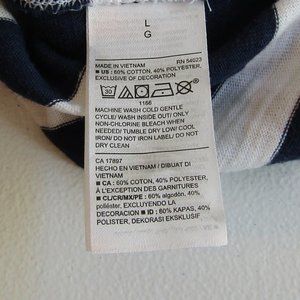 L
G
MADE IN VIETNAM RN 54023
■ US : 60% COTTON, 40% POLYESTER,
EXCLUSIVE OF DECORATION
30
1166
MACHINE WASH COLD GENTLE
CYCLE/ WASH INSIDE OUT/ ONLY
NON-CHLORINE BLEACH WHEN
NEEDED/ TUMBLE DRY LOW/ COOL
IRON/ DO NOT IRON LABEL/ DO NOT
DRY CLEAN
CA 17897
HECHO EN VIETNAM / DIBUAT DI
VIETNAM
■ CA : 60% COTON, 40% POLYESTER,
À L'EXCEPTION DES GARNITURES
■ CL/CR/MX/PE : 60% algodón, 40%
poliéster, EXCLUYENDO LA
DECORACION ■ ID : 60% KAPAS, 40%
POLISTER, DEKORASI EKSKLUSIF